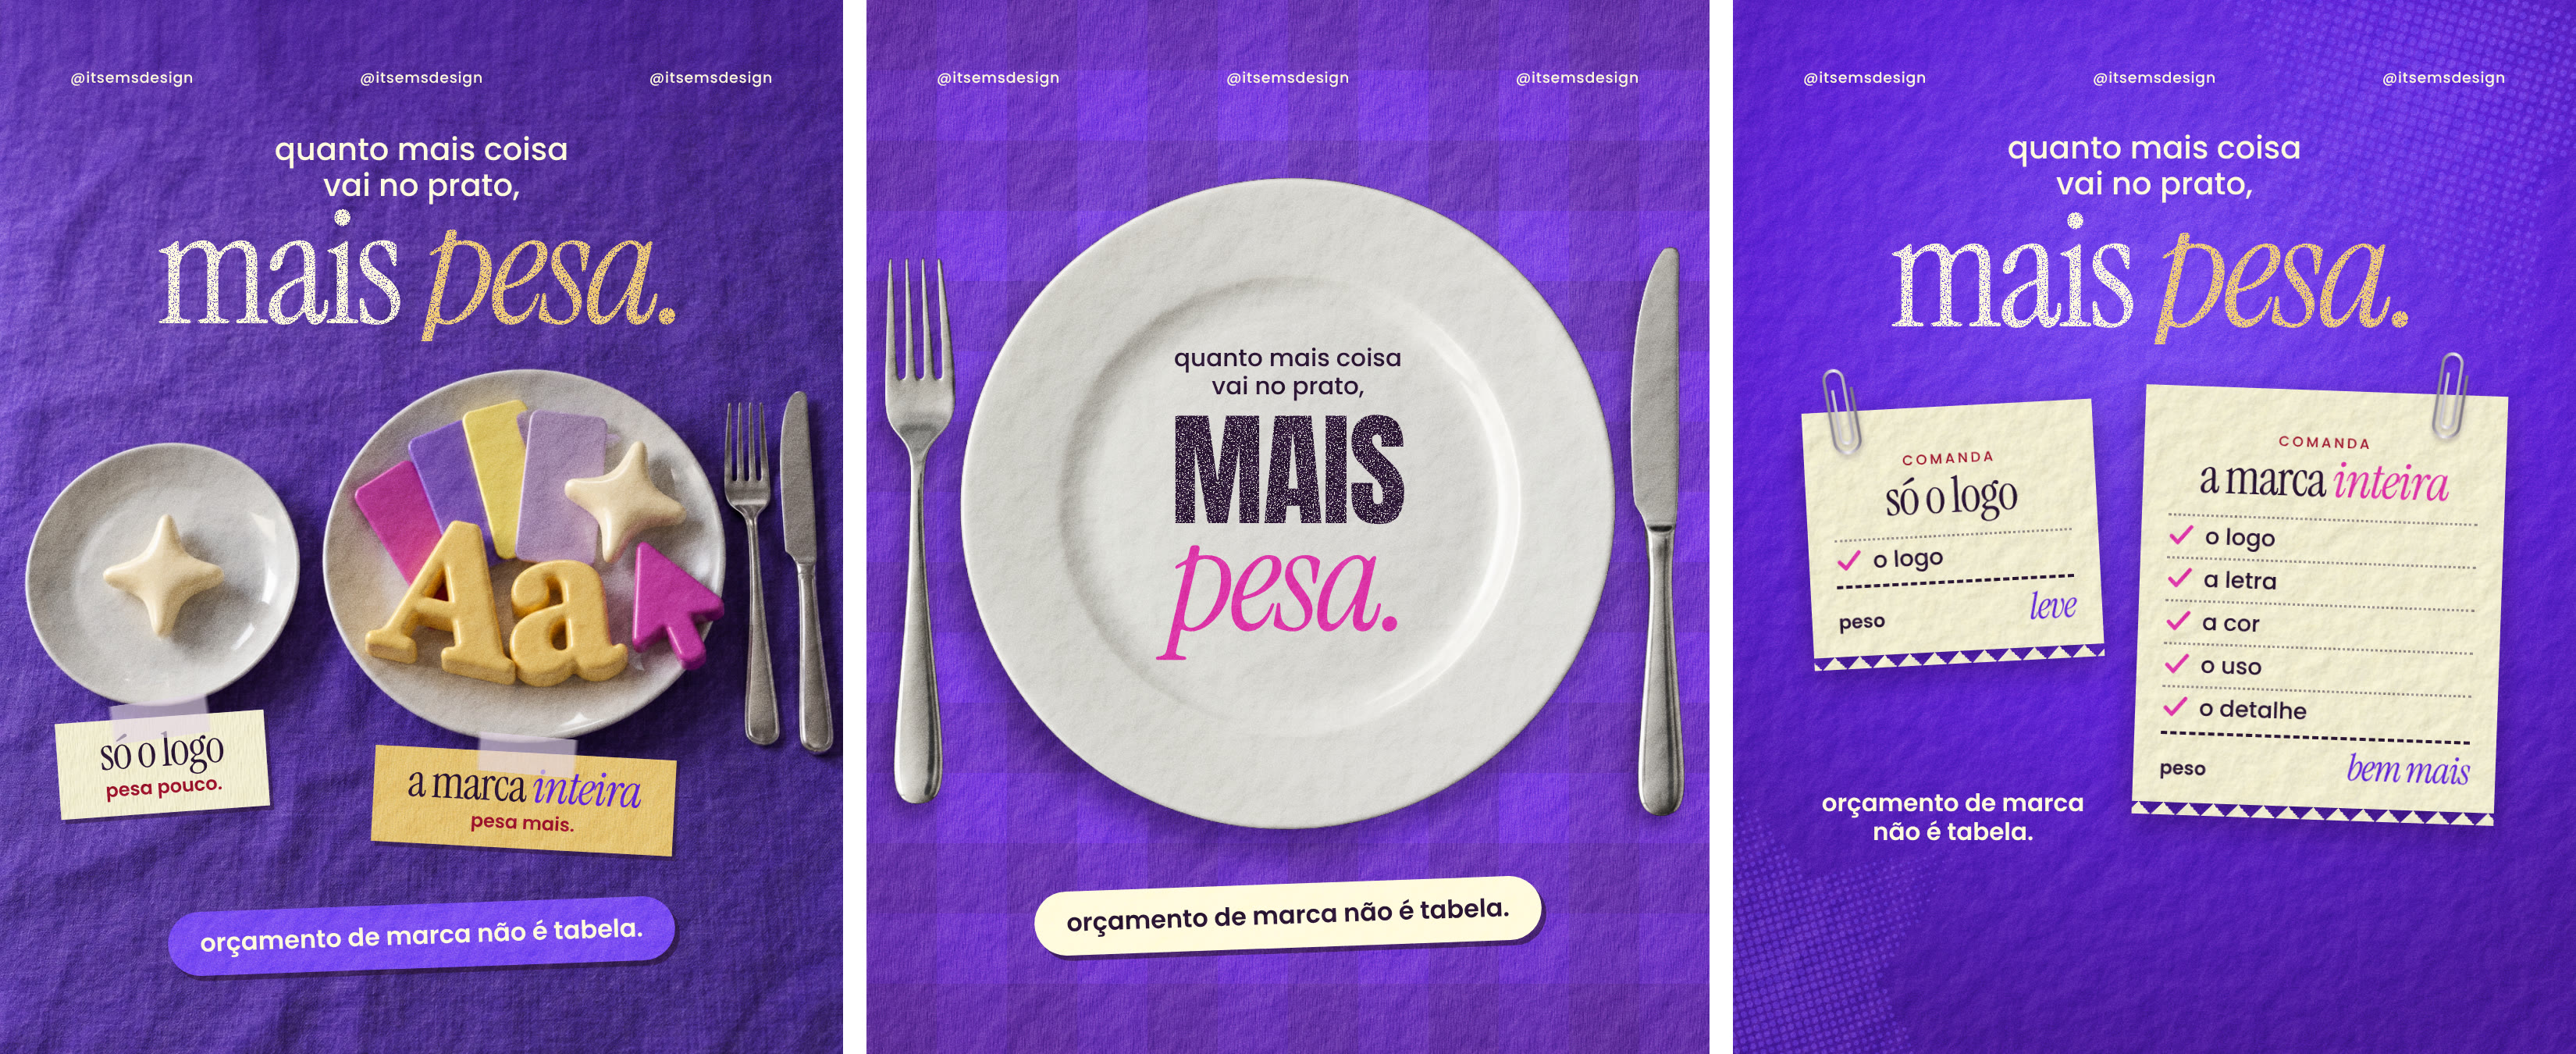 @itsemsdesign @itsemsdesign @itsemsdesign
quanto mais coisa
vai no prato,
mais pesa.
Aa
só o logo
pesa pouco.
a marca inteira
pesa mais.
orçamento de marca não é tabela.
@itsemsdesign @itsemsdesign @itsemsdesign
quanto mais coisa
vai no prato,
MAIS
pesa.
orçamento de marca não é tabela.
@itsemsdesign @itsemsdesign @itsemsdesign
quanto mais coisa
vai no prato,
mais pesa.
COMANDA
só o logo
o logo
peso leve
COMANDA
a marca inteira
o logo
a letra
a cor
o uso
o detalhe
peso bem mais
orçamento de marca
não é tabela.